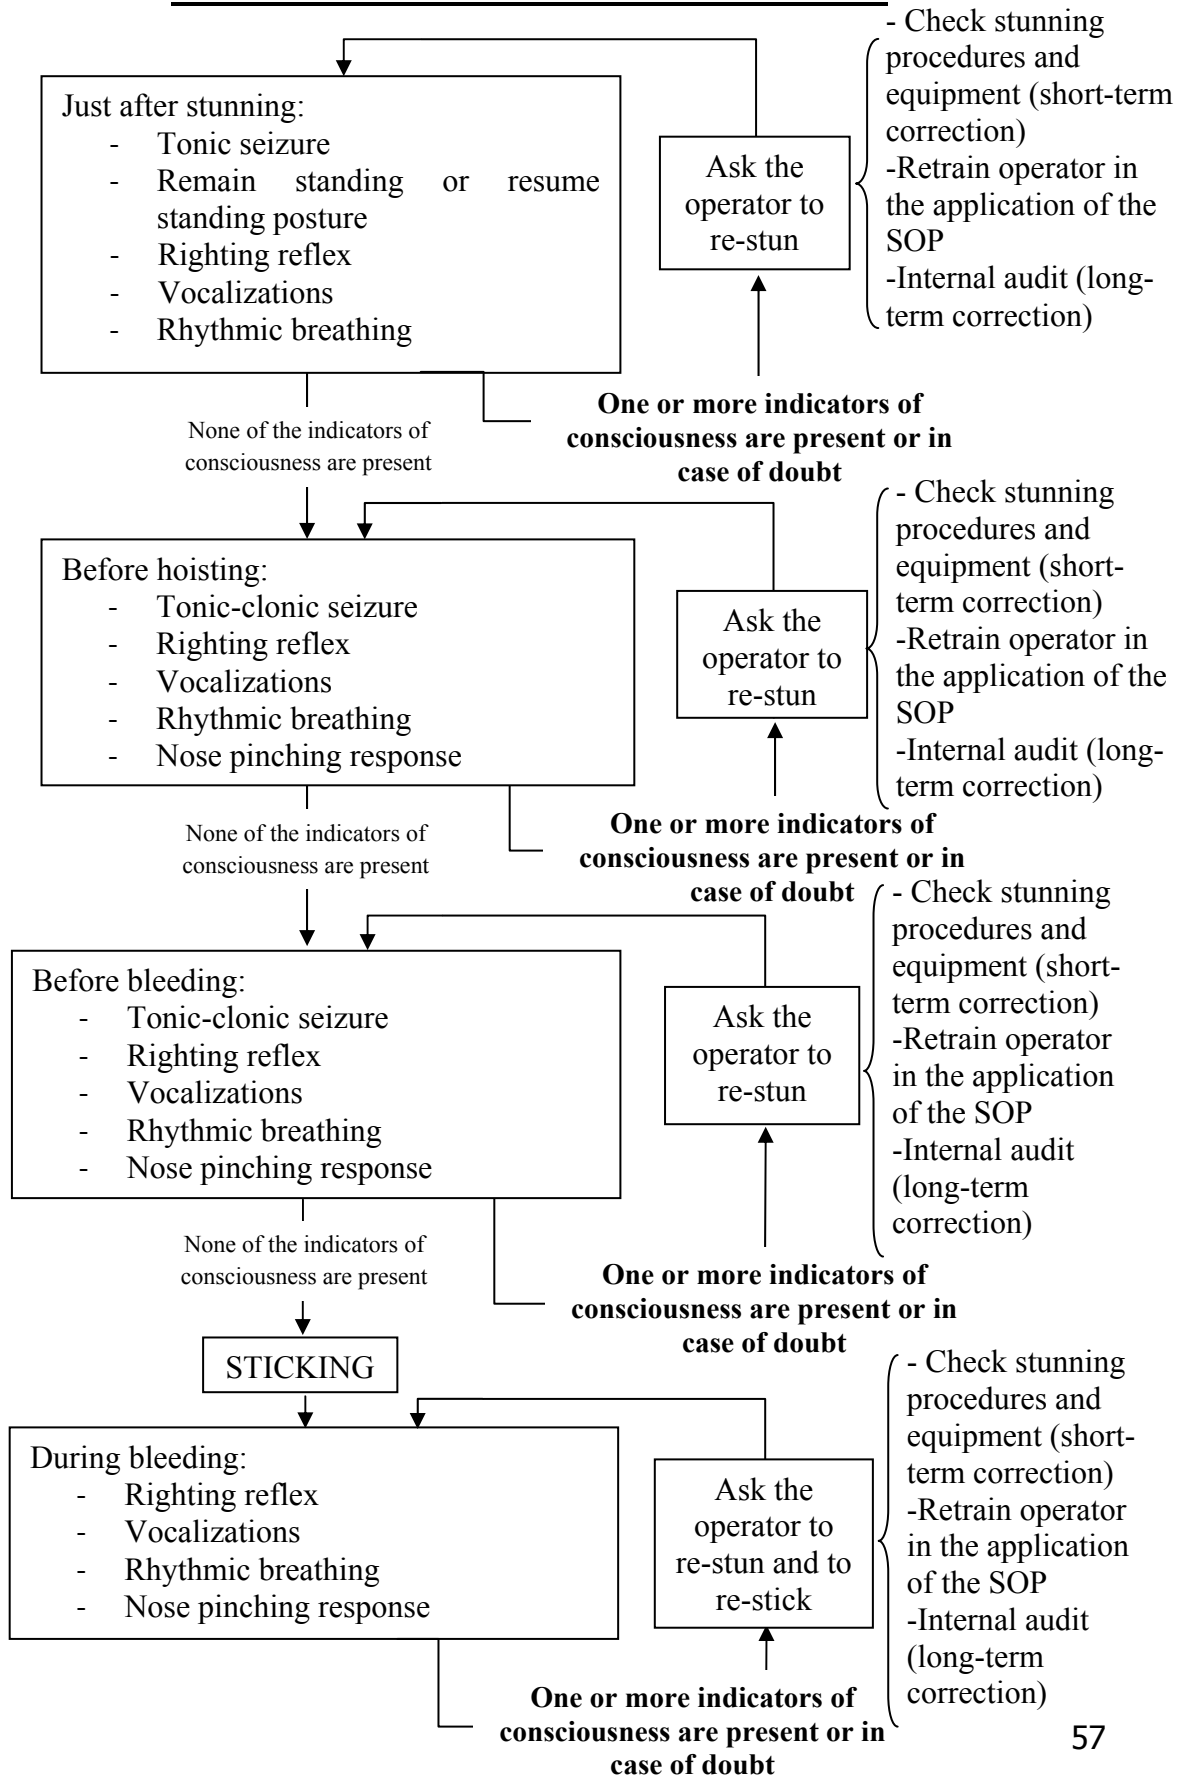 - Check stunning
procedures and
equipment (short-term
correction)
-Retrain operator in
the application of the
SOP
-Internal audit (long-
term correction)
Just after stunning:
- Tonic seizure
- Remain standing or resume
standing posture
- Righting reflex
- Vocalizations
- Rhythmic breathing
Ask the
operator to
re-stun
None of the indicators of
consciousness are present
One or more indicators of
consciousness are present or in
case of doubt
- Check stunning
procedures and
equipment (short-
term correction)
-Retrain operator in
the application of the
SOP
-Internal audit (long-
term correction)
Before hoisting:
- Tonic-clonic seizure
- Righting reflex
- Vocalizations
- Rhythmic breathing
- Nose pinching response
Ask the
operator to
re-stun
None of the indicators of
consciousness are present
One or more indicators of
consciousness are present or in
case of doubt
- Check stunning
procedures and
equipment (short-
term correction)
-Retrain operator
in the application
of the SOP
-Internal audit
(long-term
correction)
Before bleeding:
- Tonic-clonic seizure
- Righting reflex
- Vocalizations
- Rhythmic breathing
- Nose pinching response
Ask the
operator to
re-stun
None of the indicators of
consciousness are present
One or more indicators of
consciousness are present or in
case of doubt
STICKING
- Check stunning
procedures and
equipment (short-
term correction)
-Retrain operator
in the application
of the SOP
-Internal audit
(long-term
correction)
During bleeding:
- Righting reflex
- Vocalizations
- Rhythmic breathing
- Nose pinching response
Ask the
operator to
re-stun and to
re-stick
One or more indicators of
consciousness are present or in
case of doubt
57